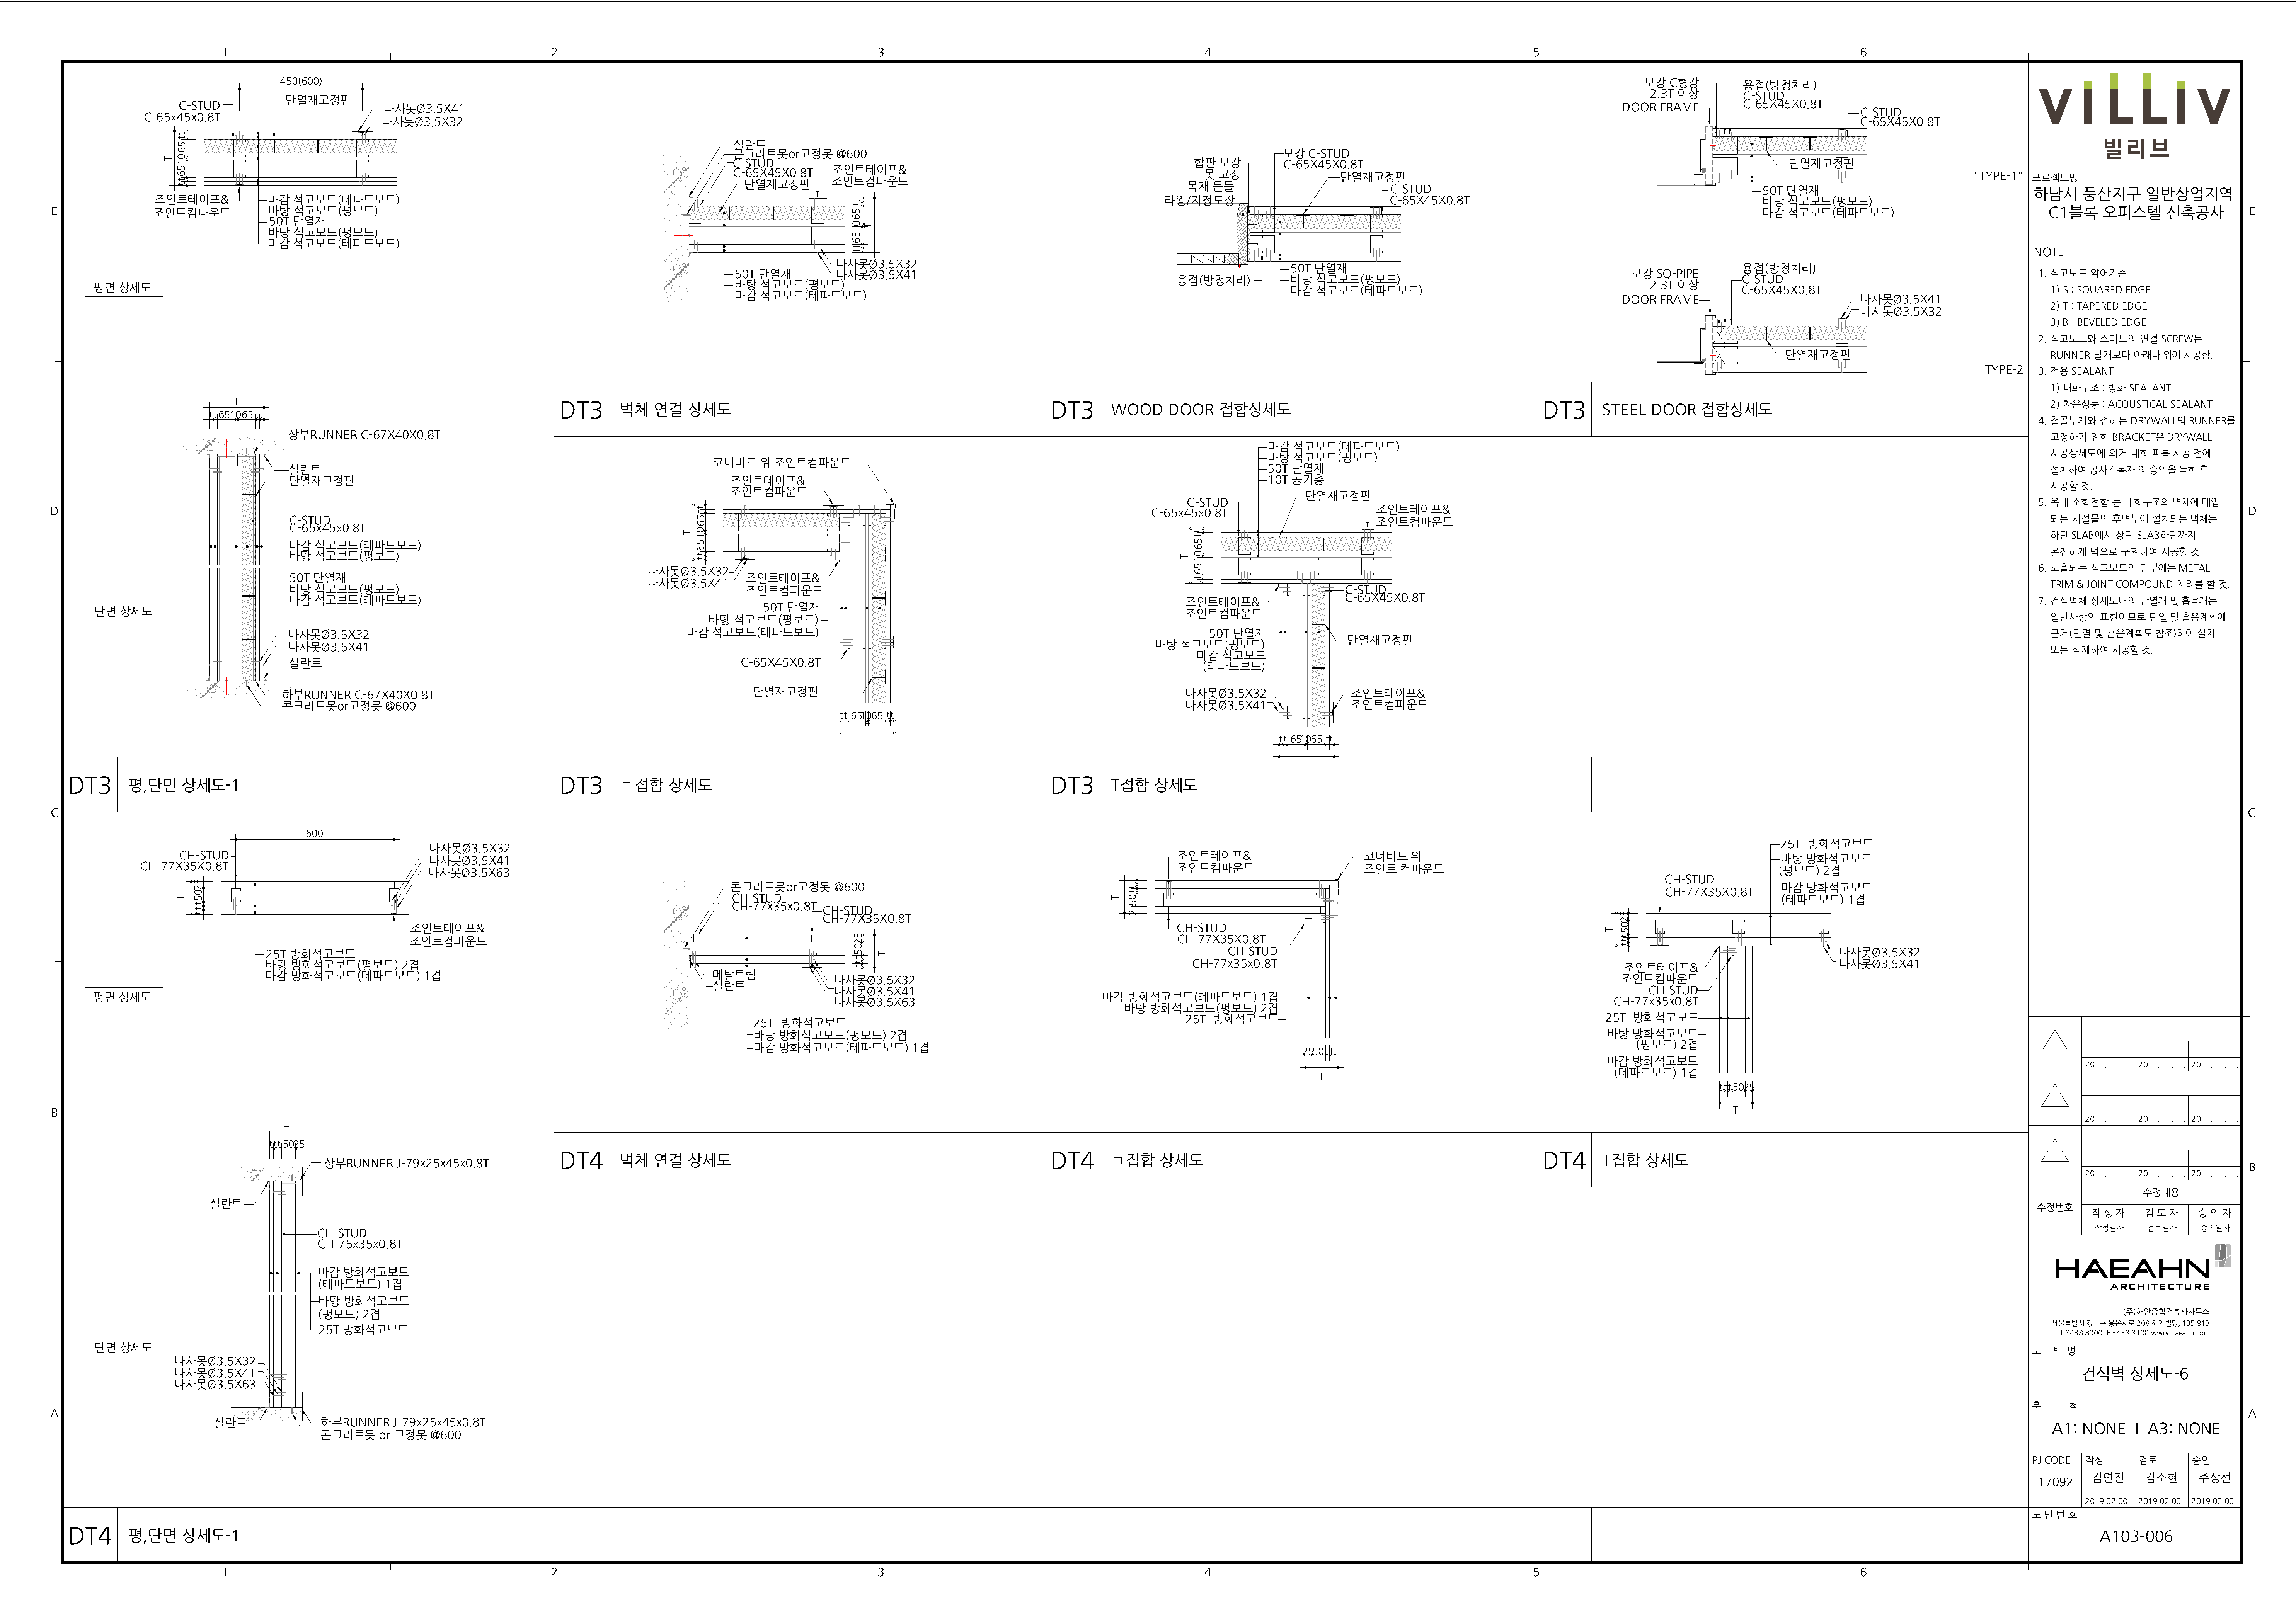 1
2
3
4
5
6
E
D
C
B
A
450(600)
C-STUD
C-65x45x0.8T
단열재고정핀
나사못Ø3.5X41
나사못Ø3.5X32
T
tt651065tt
조인트테이프&
조인트컴파운드
마감 석고보드(테파드보드)
바탕 석고보드(평보드)
50T 단열재
바탕 석고보드(평보드)
마감 석고보드(테파드보드)
평면 상세도
T
tt651065 tt
상부RUNNER C-67X40X0.8T
실란트
단열재고정핀
C-STUD
C-65x45x0.8T
마감 석고보드(테파드보드)
바탕 석고보드(평보드)
50T 단열재
바탕 석고보드(평보드)
마감 석고보드(테파드보드)
단면 상세도
나사못Ø3.5X32
나사못Ø3.5X41
실란트
하부RUNNER C-67X40X0.8T
콘크리트못or고정못 @600
DT3 평,단면 상세도-1
실란트
콘크리트못or고정못 @600
C-STUD
C-65X45X0.8T
단열재고정핀
조인트테이프&
조인트컴파운드
tt651065tt
T
나사못Ø3.5X32
나사못Ø3.5X41
50T 단열재
바탕 석고보드(평보드)
마감 석고보드(테파드보드)
DT3 벽체 연결 상세도
합판 보강
못 고정
목재 문틀
라왕/지정도장
보강 C-STUD
C-65X45X0.8T
단열재고정핀
C-STUD
C-65X45X0.8T
용접(방청처리)
50T 단열재
바탕 석고보드(평보드)
마감 석고보드(테파드보드)
DT3 WOOD DOOR 접합상세도
보강 C형강
2.3T 이상
DOOR FRAME
용접(방청처리)
C-STUD
C-65X45X0.8T
C-STUD
C-65X45X0.8T
단열재고정핀
50T 단열재
바탕 석고보드(평보드)
마감 석고보드(테파드보드)
"TYPE-1"
보강 SQ-PIPE
2.3T 이상
DOOR FRAME
용접(방청처리)
C-STUD
C-65X45X0.8T
나사못Ø3.5X41
나사못Ø3.5X32
단열재고정핀
"TYPE-2"
DT3 STEEL DOOR 접합상세도
코너비드 위 조인트컴파운드
조인트테이프&
조인트컴파운드
T
tt651065tt
나사못Ø3.5X32
나사못Ø3.5X41
조인트테이프&
조인트컴파운드
50T 단열재
바탕 석고보드(평보드)
마감 석고보드(테파드보드)
C-65X45X0.8T
단열재고정핀
tt 651065 tt
T
DT3 ㄱ접합 상세도
마감 석고보드(테파드보드)
바탕 석고보드(평보드)
50T 단열재
10T 공기층
단열재고정핀
C-STUD
C-65x45x0.8T
조인트테이프&
조인트컴파운드
T
tt651065tt
조인트테이프&
조인트컴파운드
C-STUD
C-65X45X0.8T
50T 단열재
바탕 석고보드(평보드)
마감 석고보드
(테파드보드)
단열재고정핀
나사못Ø3.5X32
나사못Ø3.5X41
조인트테이프&
조인트컴파운드
tt 651065 tt
T
DT3 T접합 상세도
600
CH-STUD
CH-77X35X0.8T
나사못Ø3.5X32
나사못Ø3.5X41
나사못Ø3.5X63
T
ttt5025
조인트테이프&
조인트컴파운드
25T 방화석고보드
바탕 방화석고보드(평보드) 2겹
마감 방화석고보드(테파드보드) 1겹
평면 상세도
T
ttt5025
상부RUNNER J-79x25x45x0.8T
실란트
CH-STUD
CH-75x35x0.8T
마감 방화석고보드
(테파드보드) 1겹
바탕 방화석고보드
(평보드) 2겹
25T 방화석고보드
단면 상세도
나사못Ø3.5X32
나사못Ø3.5X41
나사못Ø3.5X63
실란트
하부RUNNER J-79x25x45x0.8T
콘크리트못 or 고정못 @600
DT4 평,단면 상세도-1
콘크리트못or고정못 @600
CH-STUD
CH-77x35x0.8T
CH-STUD
CH-77X35X0.8T
ttt5025
T
메탈트림
실란트
나사못Ø3.5X32
나사못Ø3.5X41
나사못Ø3.5X63
25T 방화석고보드
바탕 방화석고보드(평보드) 2겹
마감 방화석고보드(테파드보드) 1겹
DT4 벽체 연결 상세도
조인트테이프&
조인트컴파운드
코너비드 위
조인트 컴파운드
T
2550ttt
CH-STUD
CH-77X35X0.8T
CH-STUD
CH-77x35x0.8T
마감 방화석고보드(테파드보드) 1겹
바탕 방화석고보드(평보드) 2겹
25T 방화석고보드
2550ttt
T
DT4 ㄱ접합 상세도
25T 방화석고보드
바탕 방화석고보드
(평보드) 2겹
마감 방화석고보드
(테파드보드) 1겹
CH-STUD
CH-77X35X0.8T
T
ttt5025
나사못Ø3.5X32
나사못Ø3.5X41
조인트테이프&
조인트컴파운드
CH-STUD
CH-77x35x0.8T
25T 방화석고보드
바탕 방화석고보드
(평보드) 2겹
마감 방화석고보드
(테파드보드) 1겹
ttt5025
T
DT4 T접합 상세도
VILLIV
빌리브
프로젝트명
하남시 풍산지구 일반상업지역
C1블록 오피스텔 신축공사
NOTE
1. 석고보드 약어기준
1) S : SQUARED EDGE
2) T : TAPERED EDGE
3) B : BEVELED EDGE
2. 석고보드와 스터드의 연결 SCREW는
RUNNER 날개보다 아래나 위에 시공함.
3. 적용 SEALANT
1) 내화구조 : 방화 SEALANT
2) 차음성능 : ACOUSTICAL SEALANT
4. 철골부재와 접하는 DRYWALL의 RUNNER를
고정하기 위한 BRACKET은 DRYWALL
시공상세도에 의거 내화 피복 시공 전에
설치하여 공사감독자 의 승인을 득한 후
시공할 것.
5. 옥내 소화전함 등 내화구조의 벽체에 매입
되는 시설물의 후면부에 설치되는 벽체는
하단 SLAB에서 상단 SLAB하단까지
온전하게 벽으로 구획하여 시공할 것.
6. 노출되는 석고보드의 단부에는 METAL
TRIM & JOINT COMPOUND 처리를 할 것.
7. 건식벽체 상세도내의 단열재 및 흡음재는
일반사항의 표현이므로 단열 및 흡음계획에
근거(단열 및 흡음계획도 참조)하여 설치
또는 삭제하여 시공할 것.
20 . . . 20 . . . 20 . . .
20 . . . 20 . . . 20 . . .
20 . . . 20 . . . 20 . . .
수정번호
수정내용
작 성 자 검 토 자 승 인 자
작성일자 검토일자 승인일자
HAEAHN
ARCHITECTURE
(주)해안종합건축사사무소
서울특별시 강남구 봉은사로 208 해안빌딩, 135-913
T.3438 8000 F.3438 8100 www.haeahn.com
도 면 명
건식벽 상세도-6
축 척
A1: NONE I A3: NONE
PJ CODE 작성 검토 승인
17092 김연진 김소현 주상선
2019.02.00. 2019.02.00. 2019.02.00.
도 면 번 호
A103-006
E
D
C
B
A
1
2
3
4
5
6